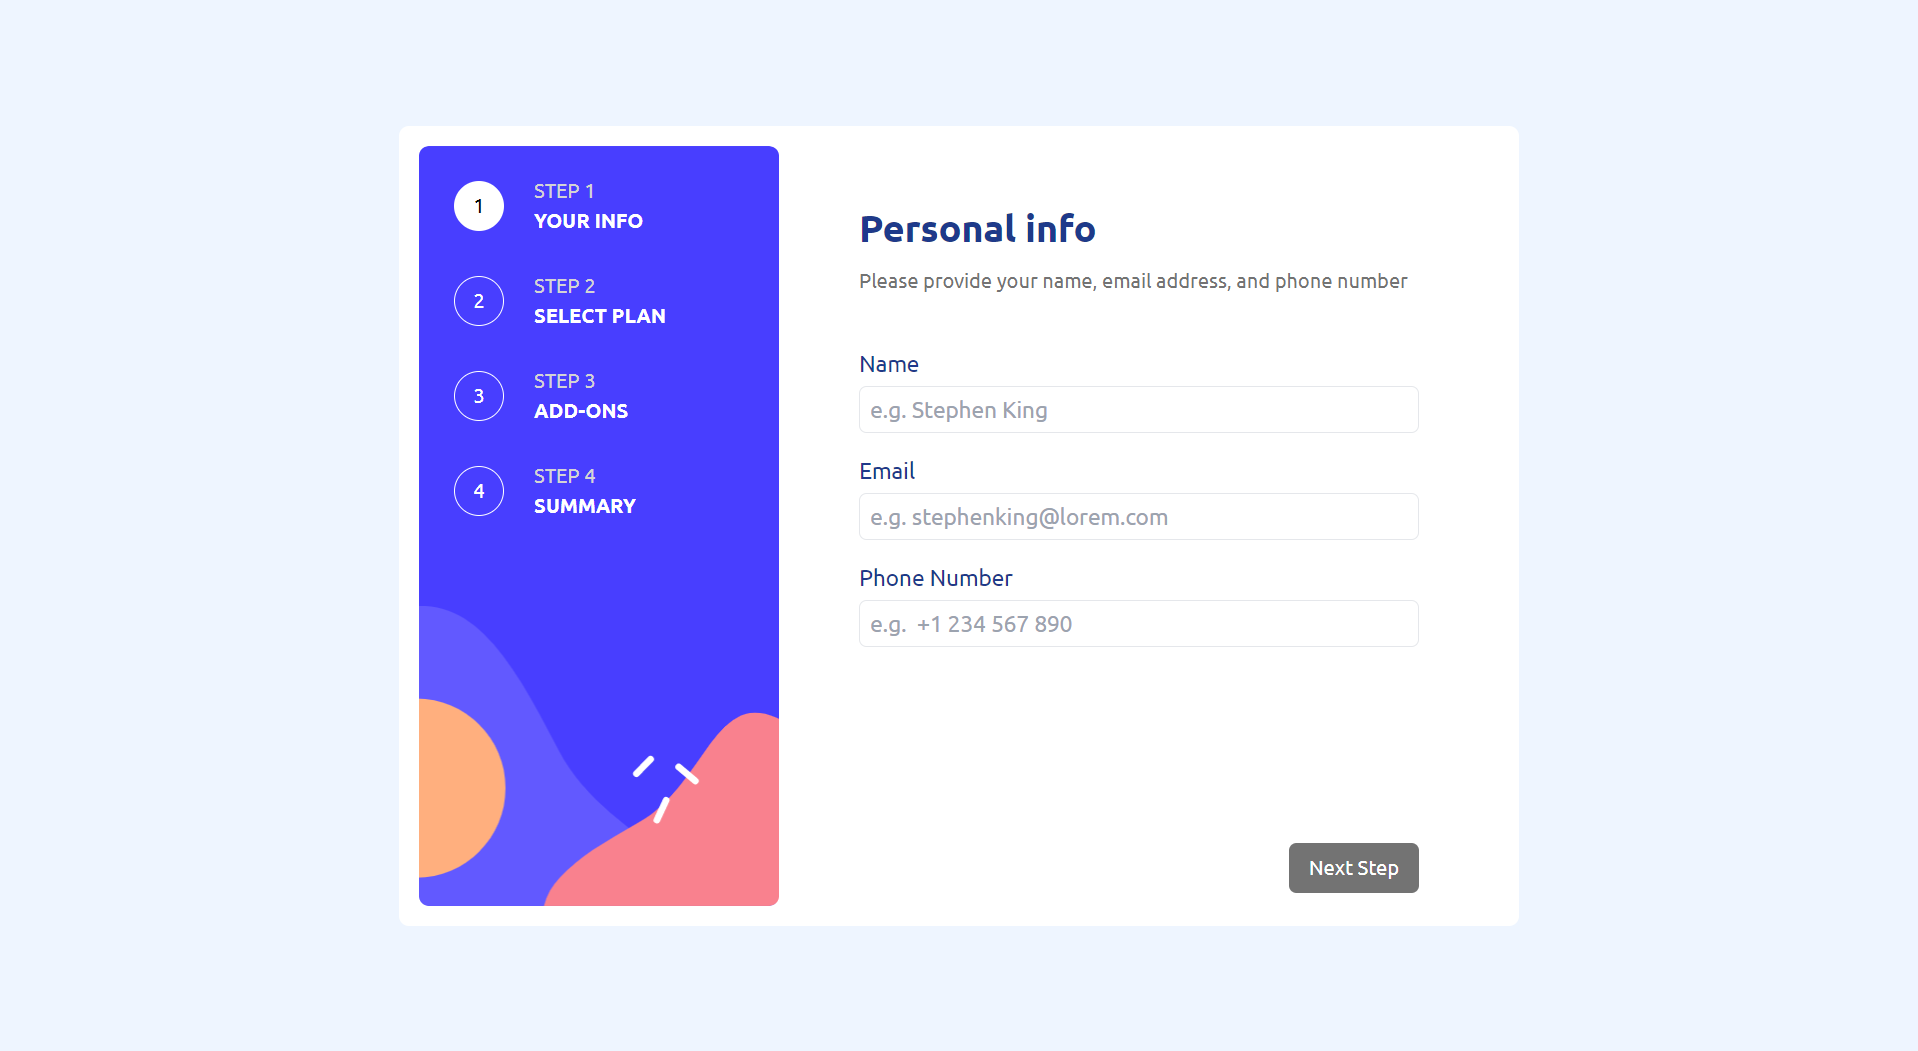 1
STEP 1
YOUR INFO
2
STEP 2
SELECT PLAN
3
STEP 3
ADD-ONS
4
STEP 4
SUMMARY
Personal info
Please provide your name, email address, and phone number
Name
e.g. Stephen King
Email
e.g. stephenking@lorem.com
Phone Number
e.g.  +1 234 567 890
Next Step